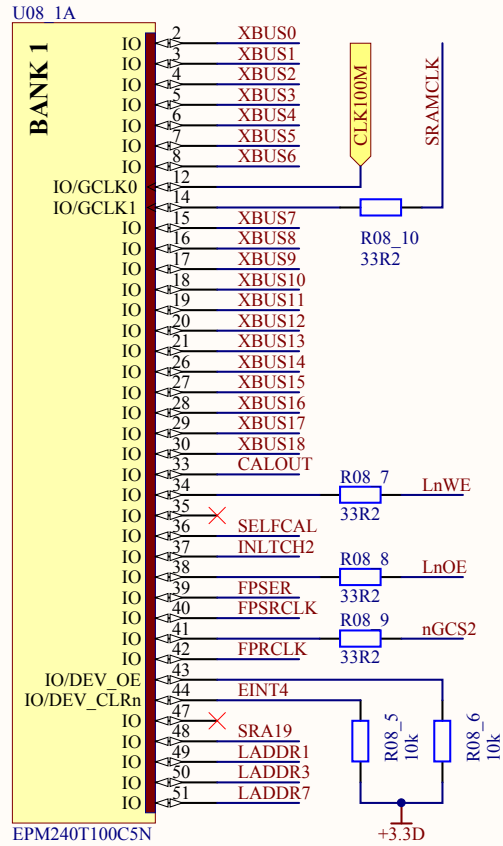 U08_1A
BANK 1
IO 2 XBUS0
IO 3 XBUS1
IO 4 XBUS2
IO 5 XBUS3
IO 6 XBUS4
IO 7 XBUS5
IO 8 XBUS6
IO/GCLK0 12
IO/GCLK1 14
CLK100M
SRAMCLK
R08_10
33R2
IO 15 XBUS7
IO 16 XBUS8
IO 17 XBUS9
IO 18 XBUS10
IO 19 XBUS11
IO 20 XBUS12
IO 21 XBUS13
IO 26 XBUS14
IO 27 XBUS15
IO 28 XBUS16
IO 29 XBUS17
IO 30 XBUS18
IO 33 CALOUT
IO 34 R08_7 LnWE
33R2
IO 35
IO 36 SELFCAL
IO 37 INLTCH2
IO 38 R08_8 LnOE
33R2
IO 39 FPSER
IO 40 FPSRCLK
IO 41 R08_9 nGCS2
33R2
IO 42 FPRCLK
IO/DEV_OE 43
IO/DEV_CLRn 44 EINT4
IO 47
IO 48 SRA19
IO 49 LADDR1
IO 50 LADDR3
IO 51 LADDR7
R08_5
10k
R08_6
10k
+3.3D
EPM240T100C5N